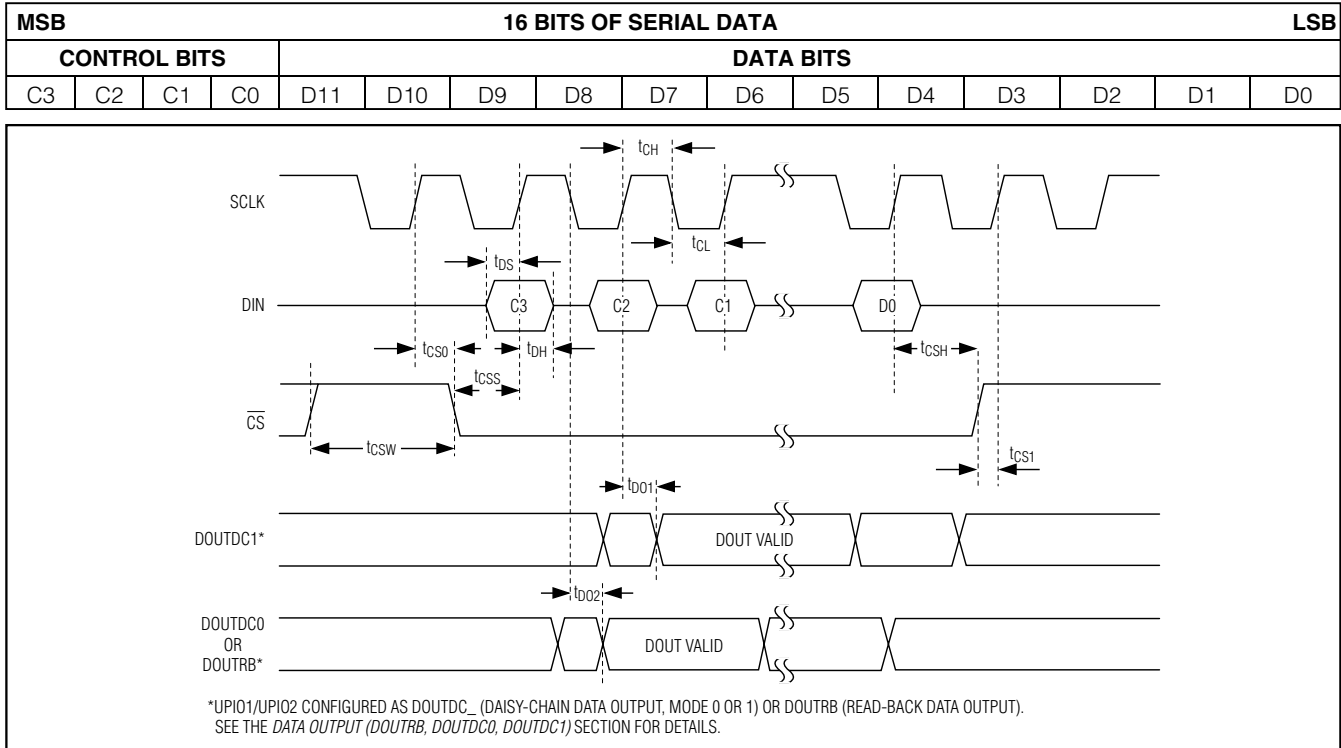 MSB 16 BITS OF SERIAL DATA LSB
CONTROL BITS DATA BITS
C3 C2 C1 C0 D11 D10 D9 D8 D7 D6 D5 D4 D3 D2 D1 D0
tCH
SCLK
tCL
tDS
DIN C3 C2 C1 D0
tCS0 tDH tCSH
tCSS
CS
tCSW tCS1
tDO1
DOUTDC1* DOUT VALID
tDO2
DOUTDC0
OR DOUT VALID
DOUTRB*
*UPIO1/UPIO2 CONFIGURED AS DOUTDC_ (DAISY-CHAIN DATA OUTPUT, MODE 0 OR 1) OR DOUTRB (READ-BACK DATA OUTPUT).
SEE THE DATA OUTPUT (DOUTRB, DOUTDC0, DOUTDC1) SECTION FOR DETAILS.